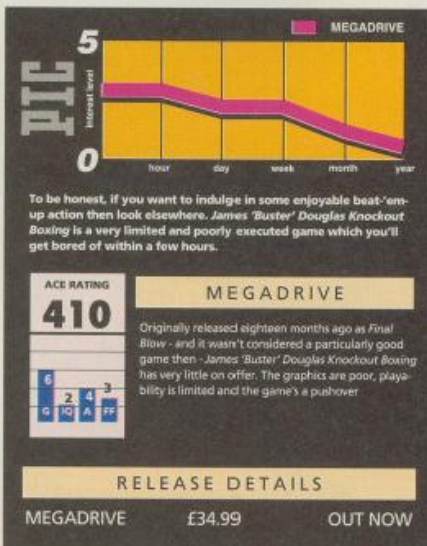 MEGADRIVE
PIC
5
interest level
0
hour day week month year
To be honest, if you want to indulge in some enjoyable beat-'em-
up action then look elsewhere. James 'Buster' Douglas Knockout
Boxing is a very limited and poorly executed game which you'll
get bored of within a few hours.
ACE RATING
410
6 2 4 3
G IQ A FF
MEGADRIVE
Originally released eighteen months ago as Final
Blow - and it wasn't considered a particularly good
game then - James 'Buster' Douglas Knockout Boxing
has very little on offer. The graphics are poor, playa-
bility is limited and the game's a pushover
RELEASE DETAILS
MEGADRIVE £34.99 OUT NOW